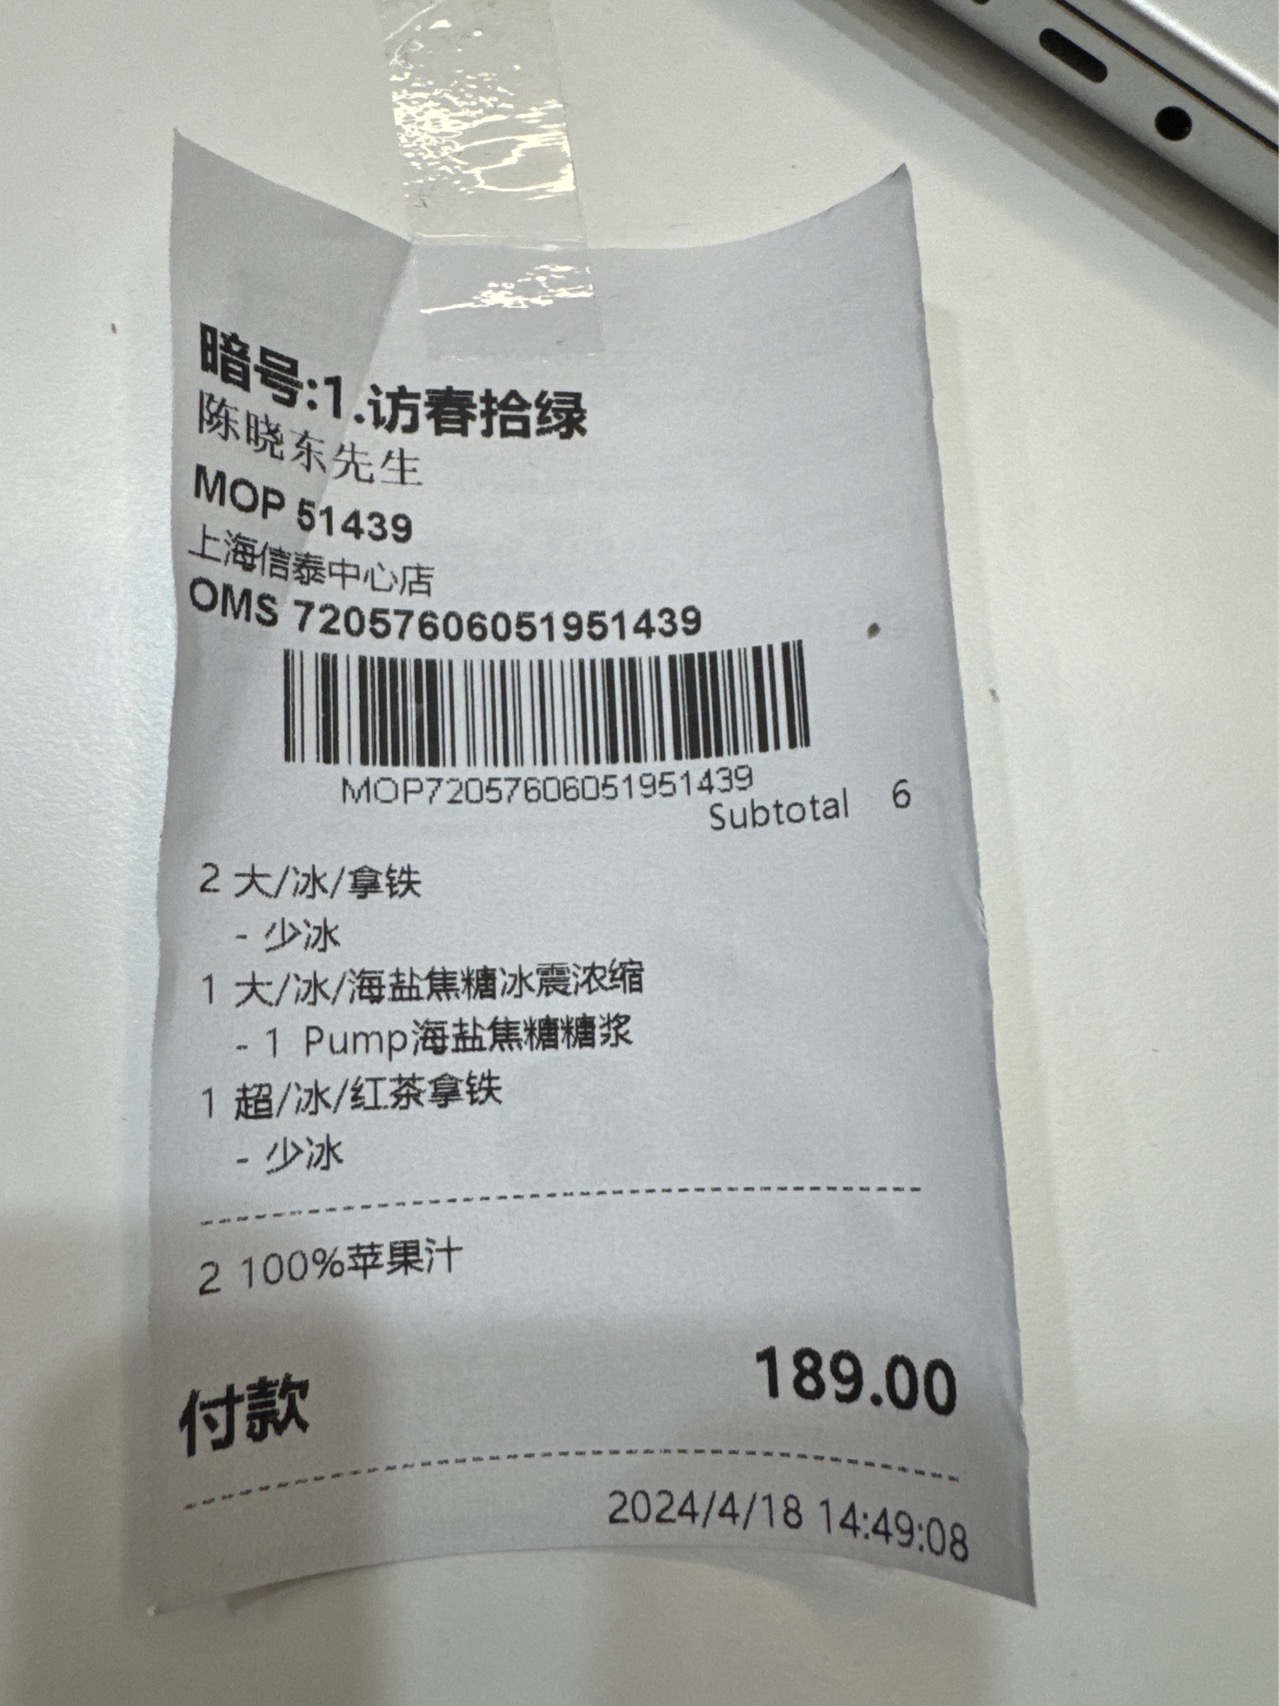 暗号:1.访春拾绿
陈晓东先生
MOP 51439
上海信泰中心店
OMS 72057606051951439
MOP72057606051951439
Subtotal 6
2 大/冰/拿铁
- 少冰
1 大/冰/海盐焦糖冰震浓缩
- 1 Pump海盐焦糖糖浆
1 超/冰/红茶拿铁
- 少冰
2 100%苹果汁
付款 189.00
2024/4/18 14:49:08